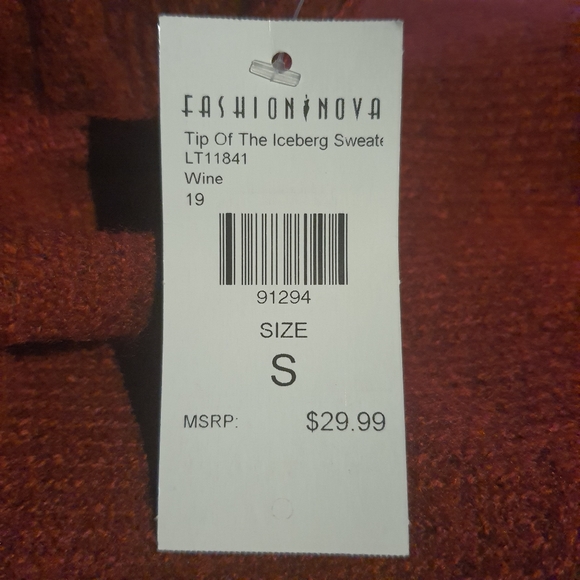 FASHION NOVA
Tip Of The Iceberg Sweate
LT11841
Wine
19
91294
SIZE
S
MSRP: $29.99